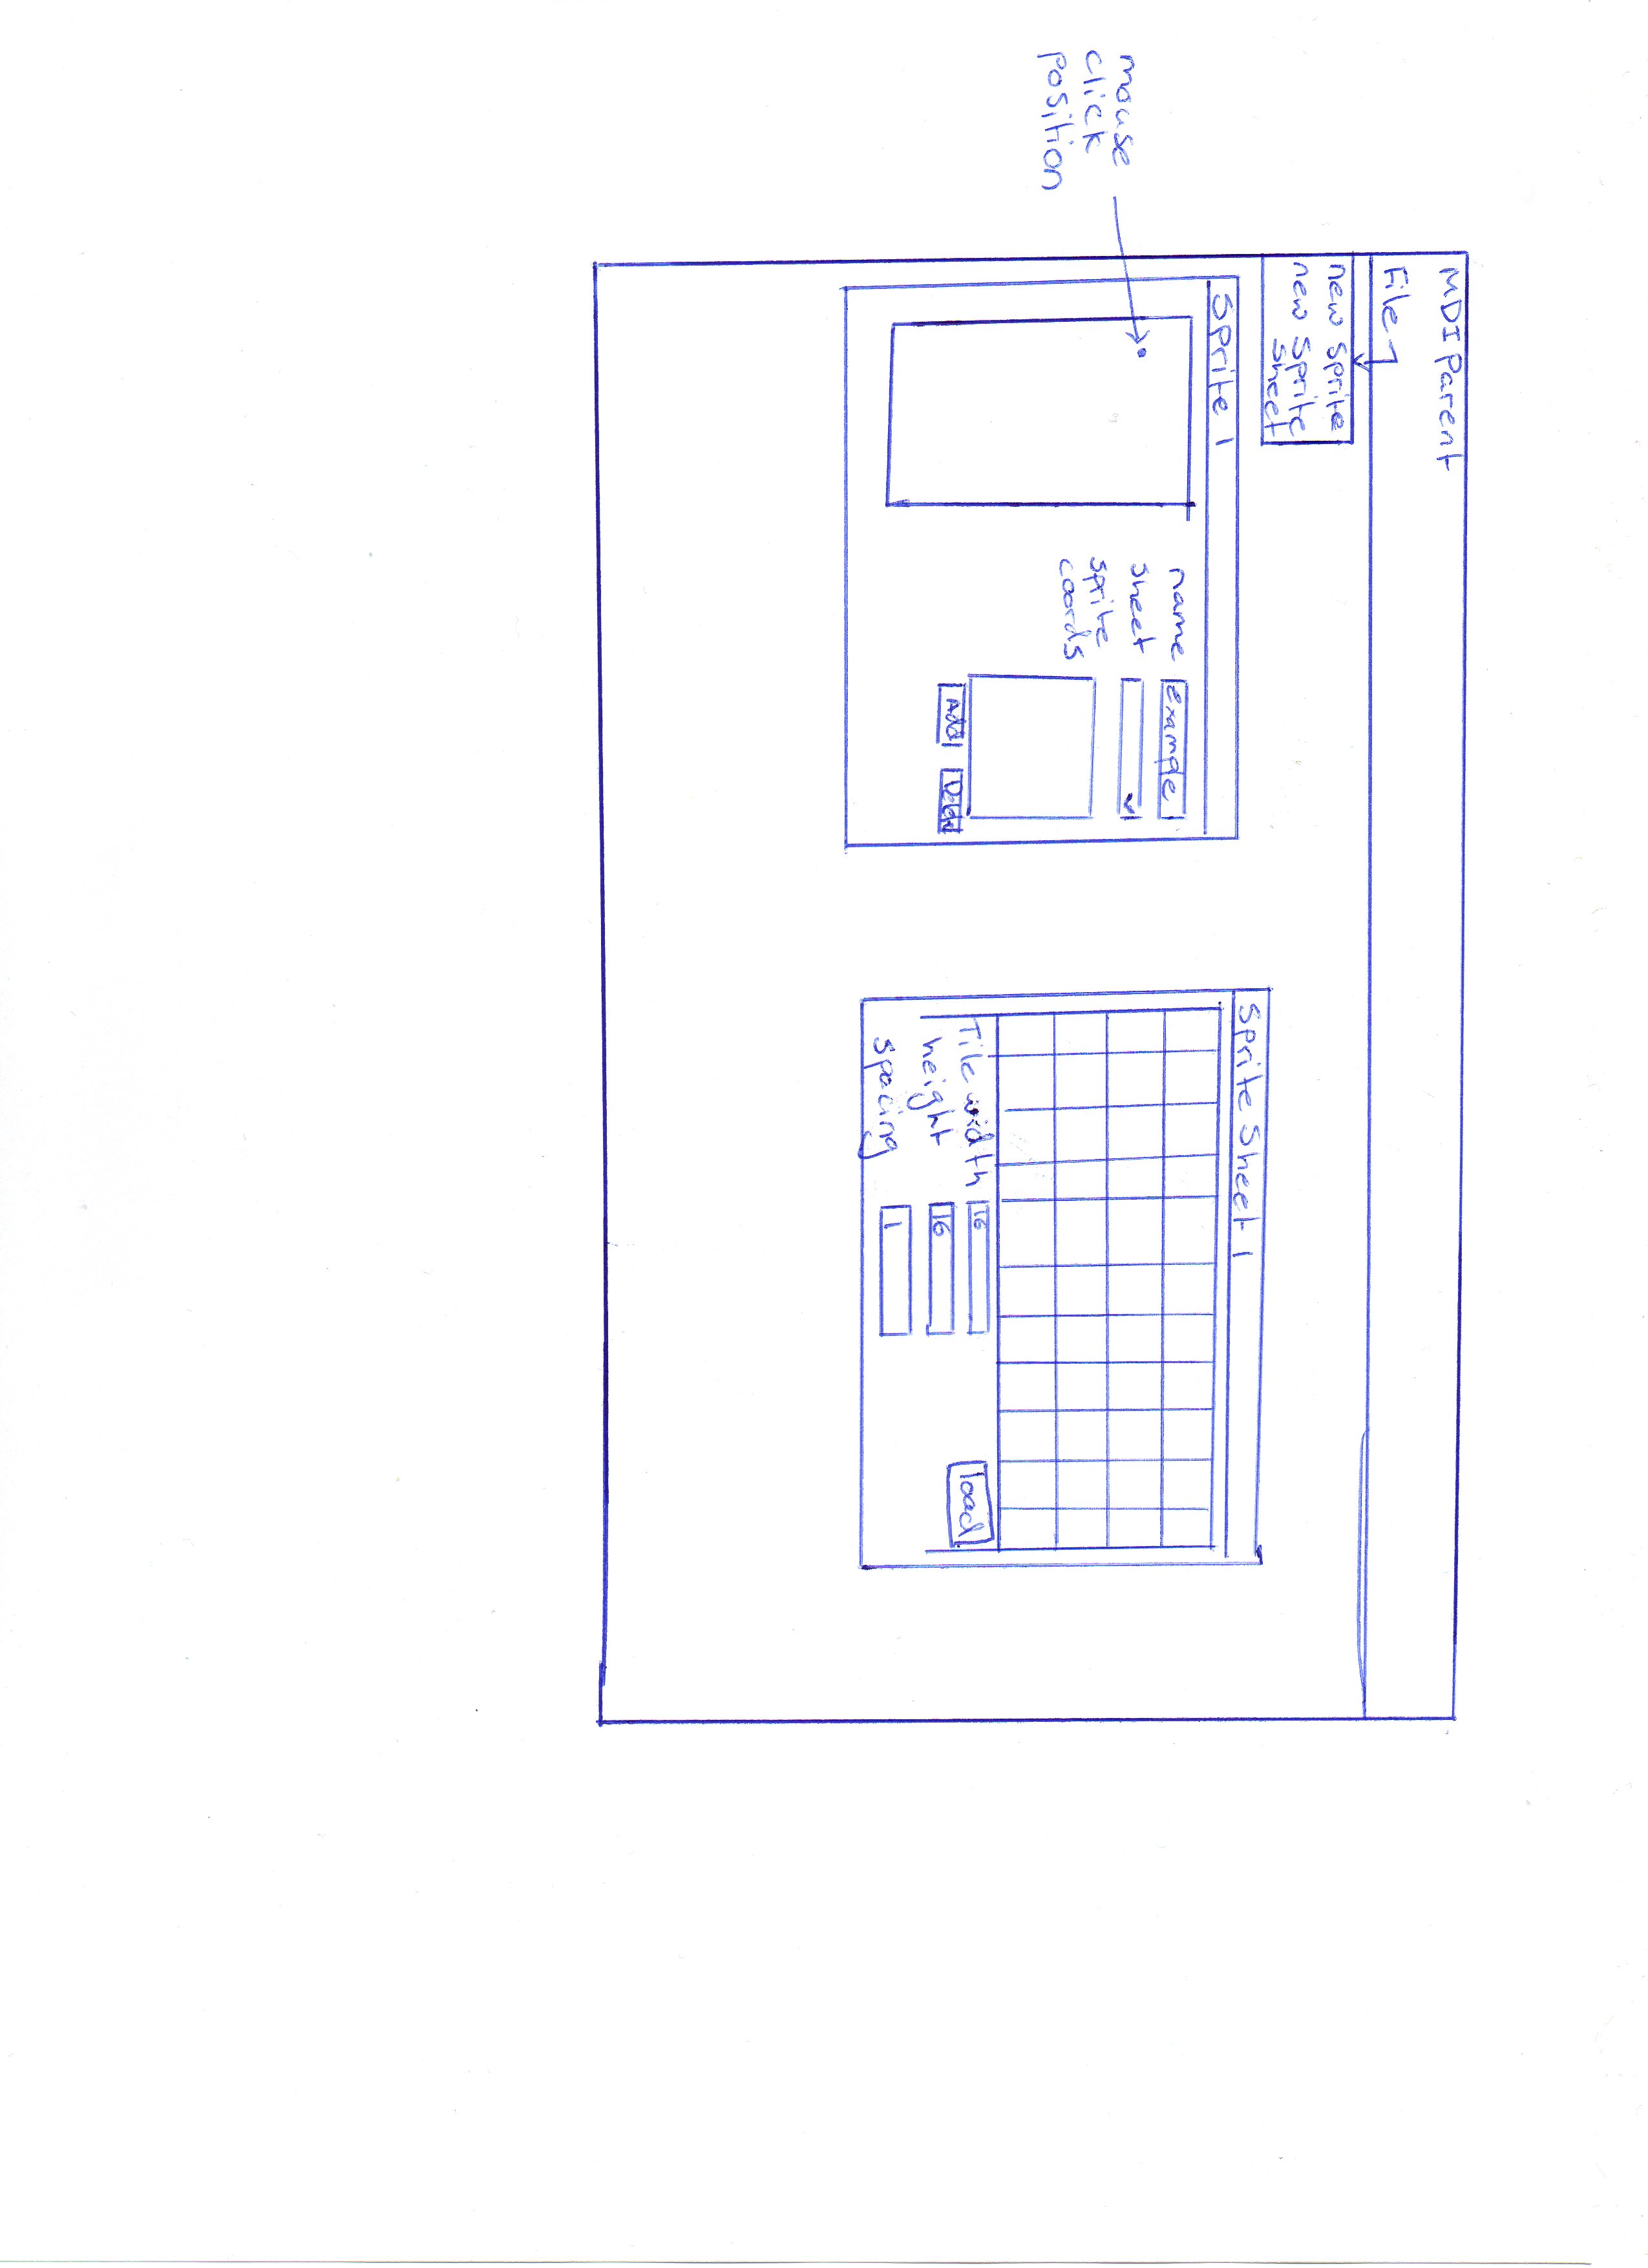 MDI Parent
File
new sprite
new sprite
sheet
Sprite 1
name example
sheet
sprite
coords
Add Delete
mouse
click
position
Sprite Sheet 1
Tile width 16
height 16
spacing 1
load